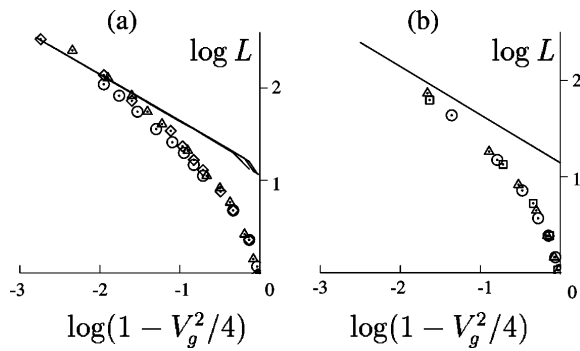 (a) (b)
log L log L
2 2
1 1
-3 -2 -1 0 -3 -2 -1 0
log(1 − V_g^2/4) log(1 − V_g^2/4)